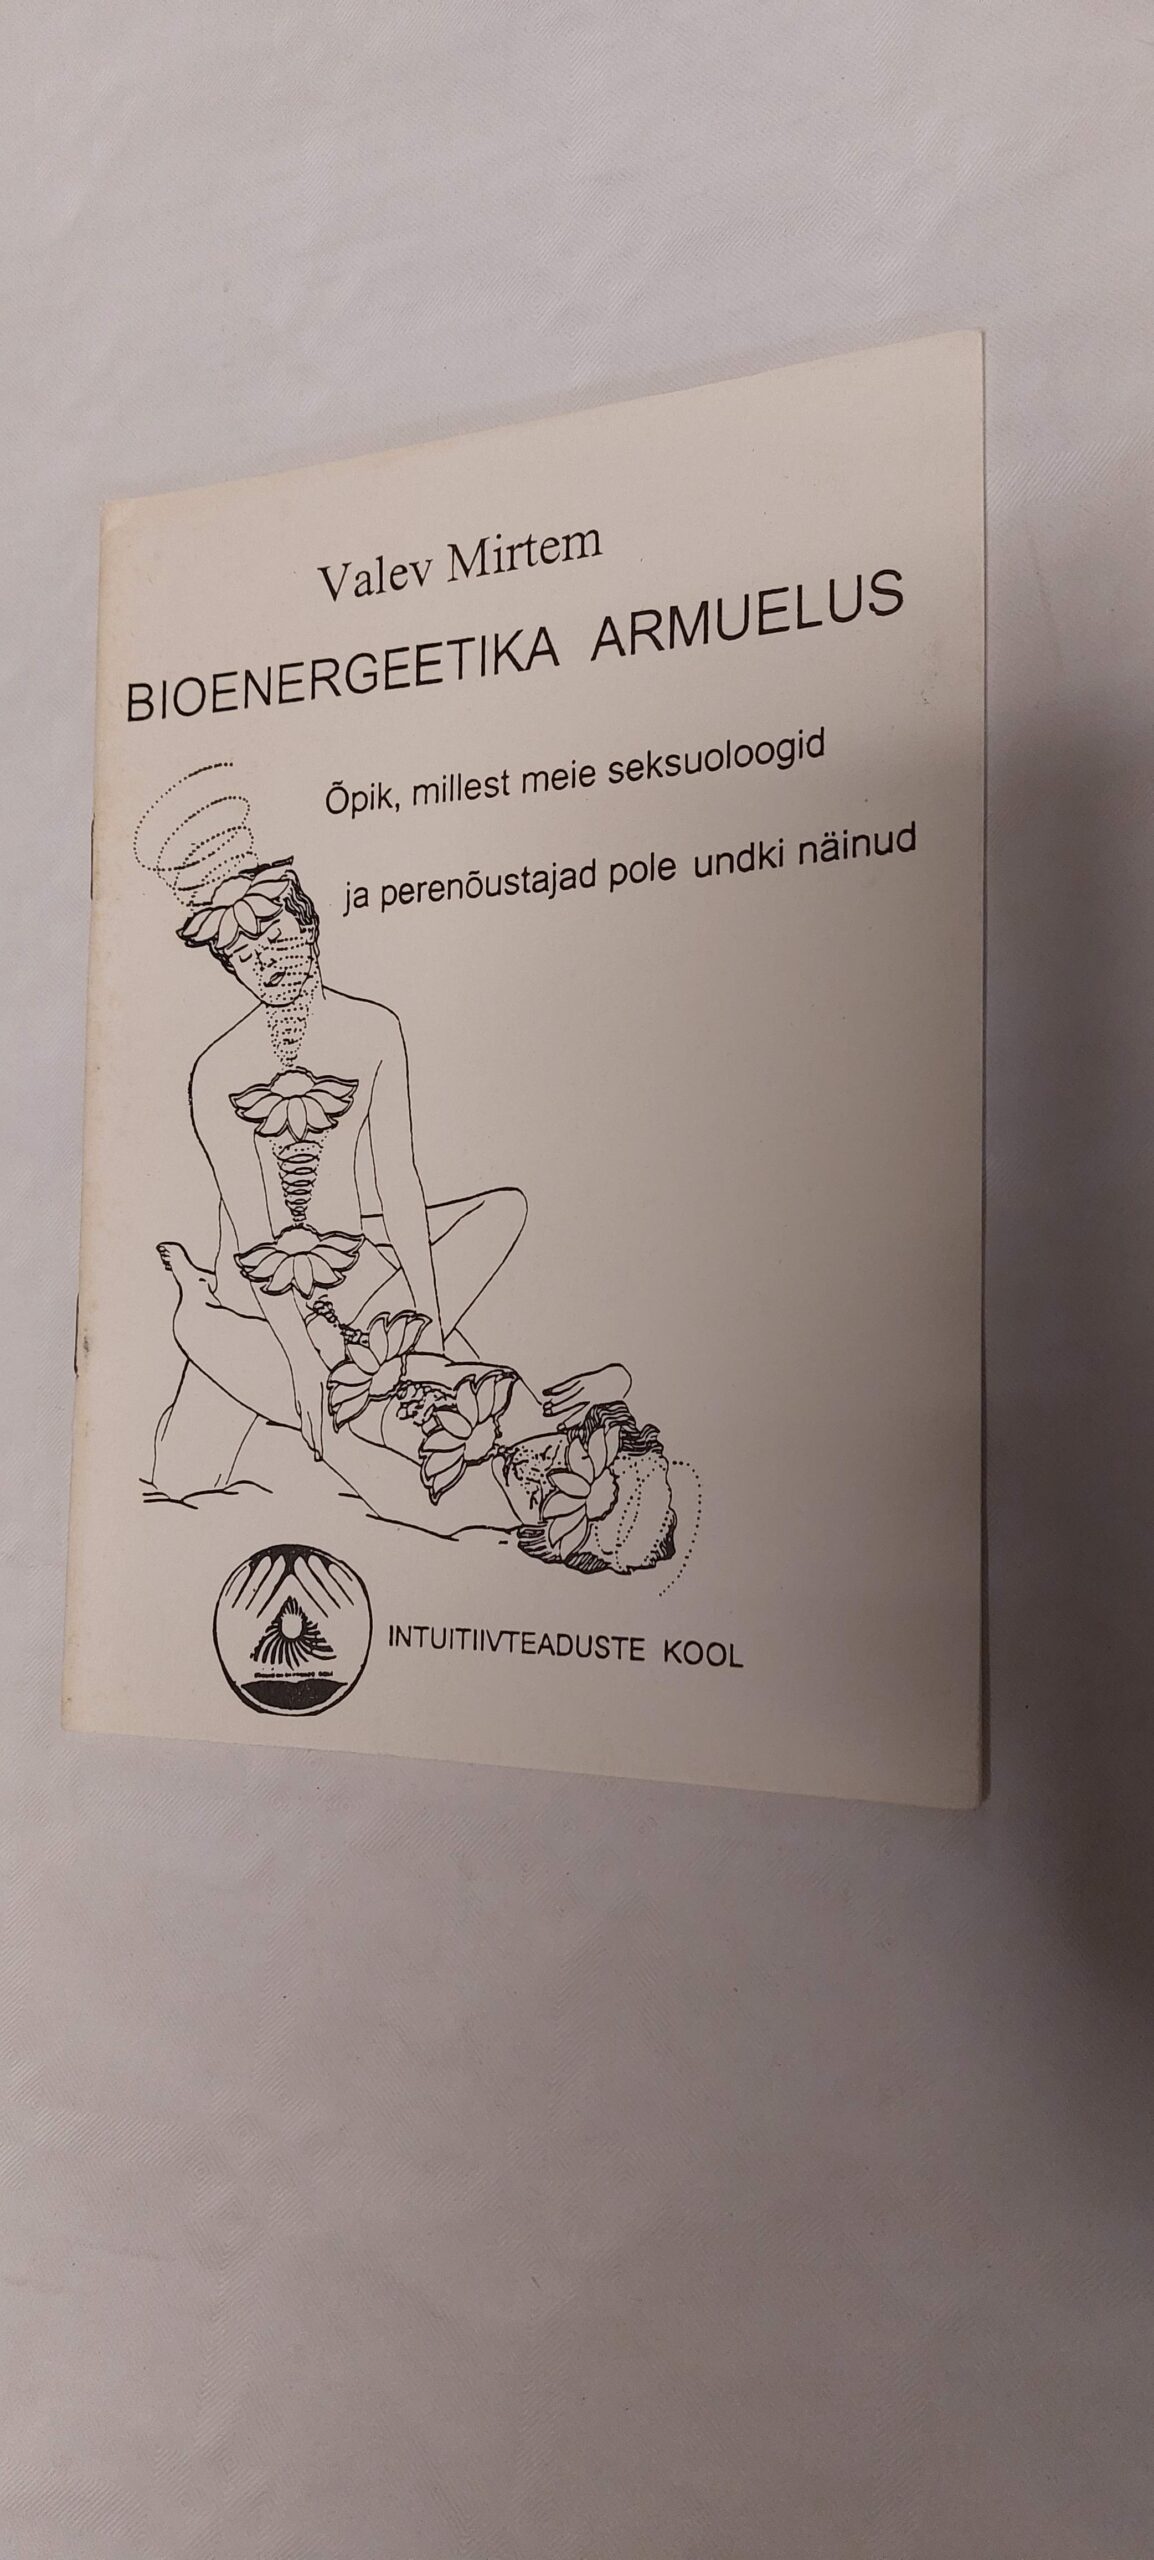 Valev Mirtem
BIOENERGEETIKA ARMUELUS
Õpik, millest meie seksuoloogid
ja perenõustajad pole undki näinud
INTUITIIVTEADUSTE KOOL